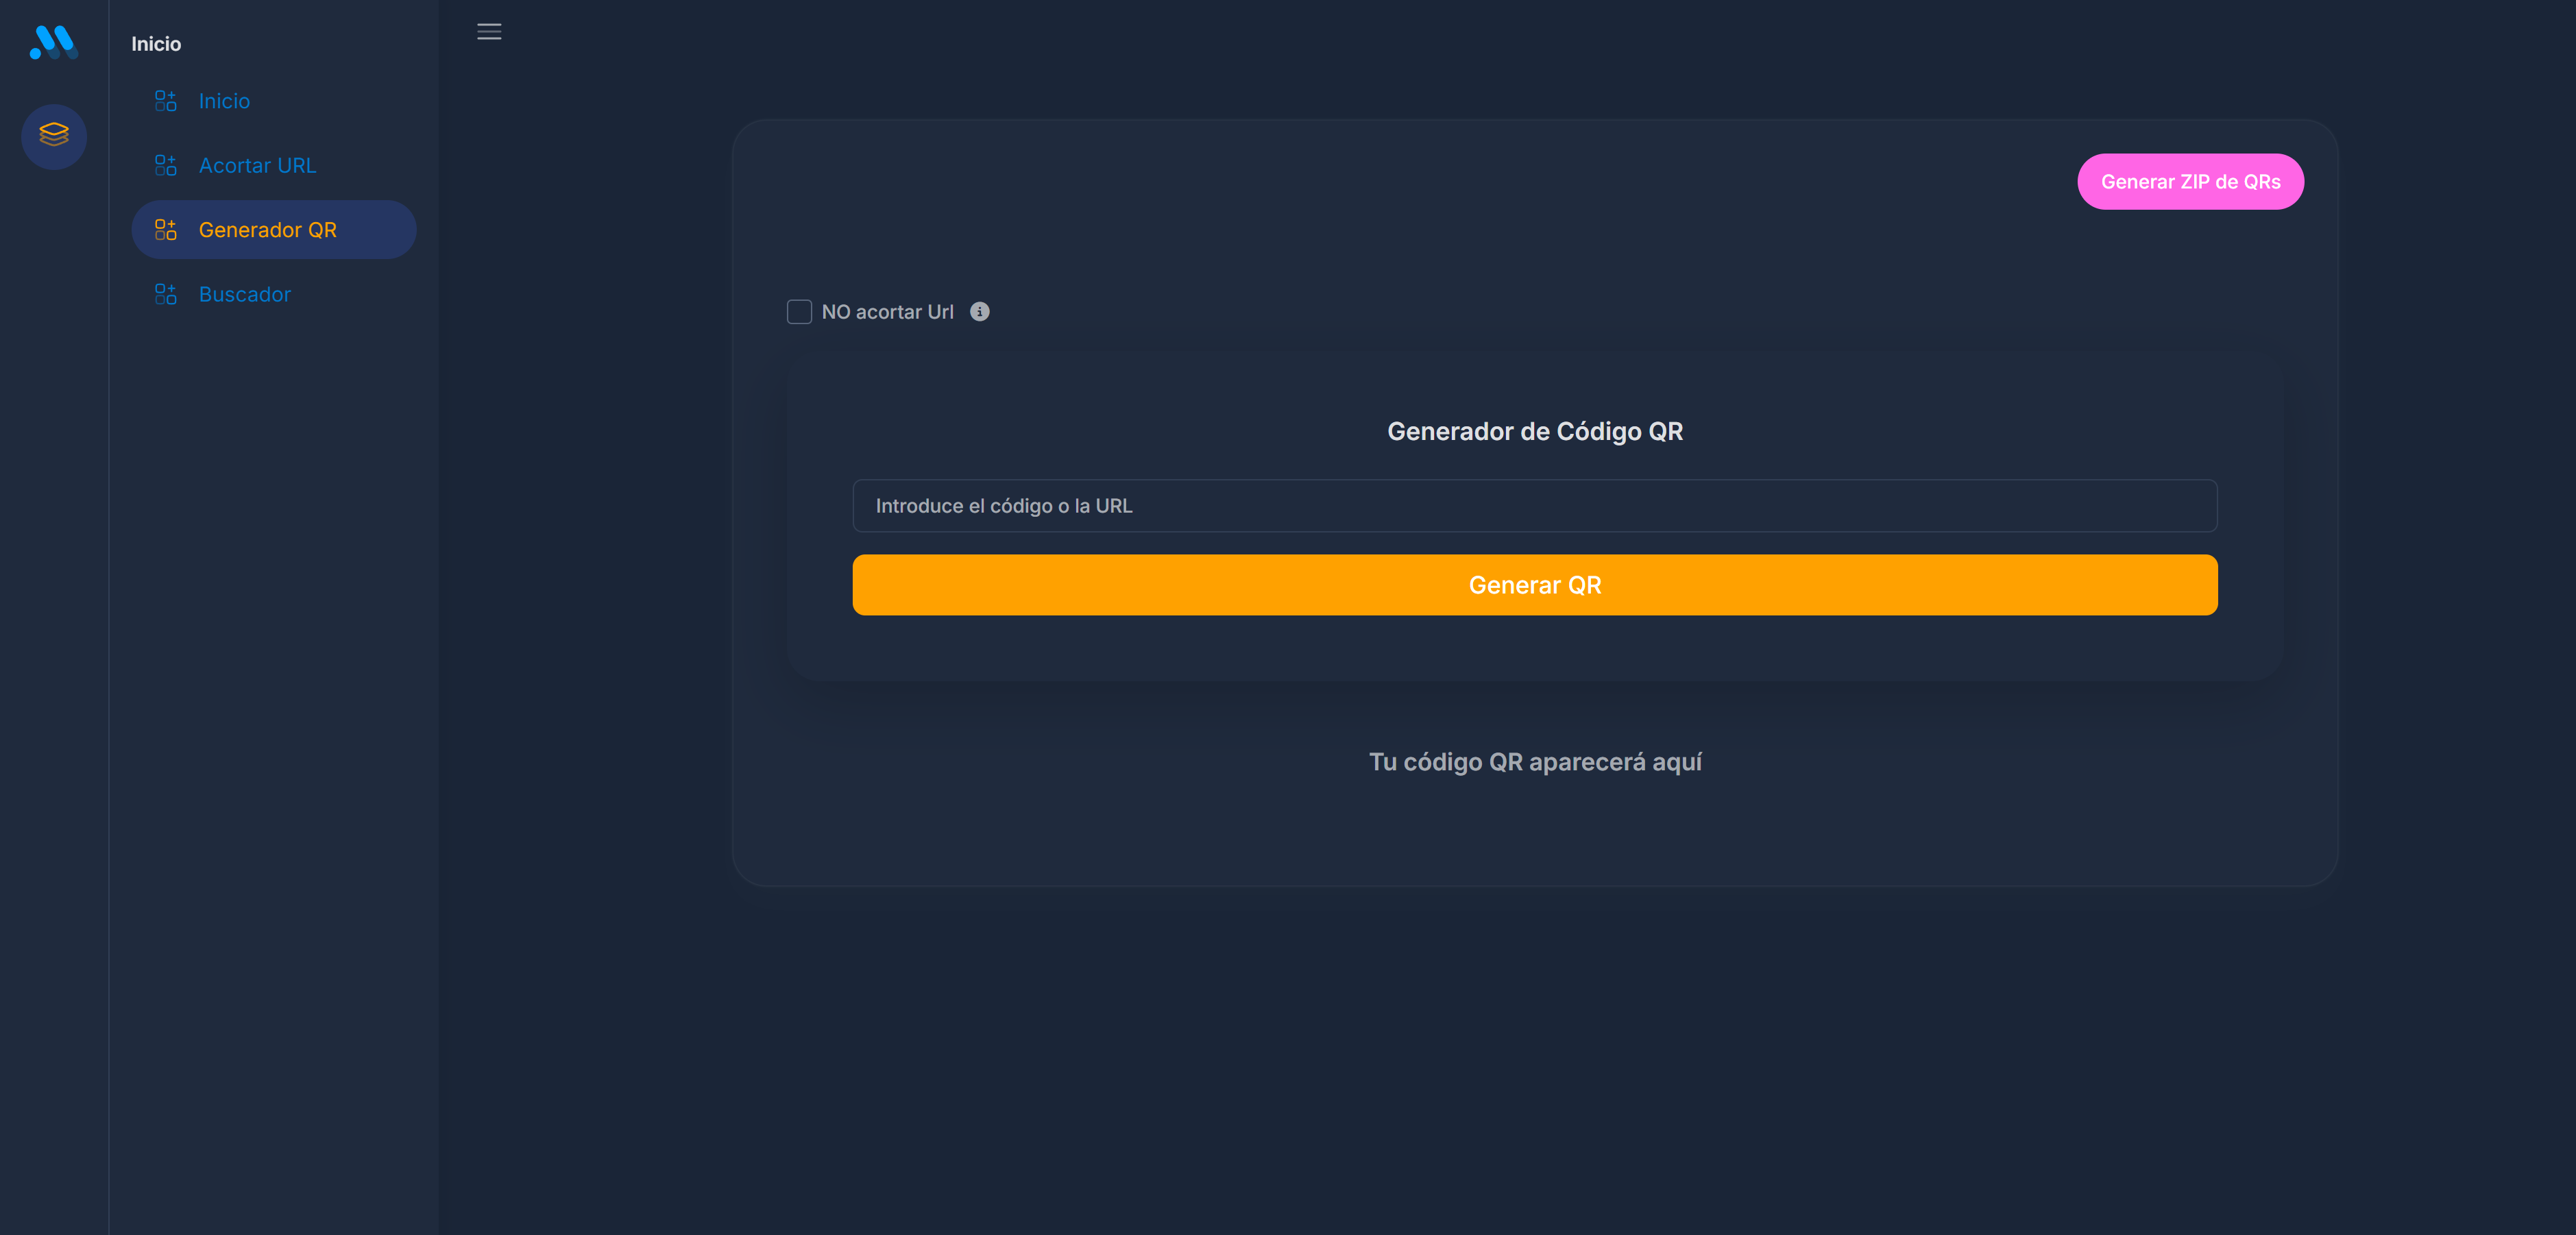 Inicio
Inicio
Acortar URL
Generador QR
Buscador
Generar ZIP de QRs
NO acortar Url
Generador de Código QR
Introduce el código o la URL
Generar QR
Tu código QR aparecerá aquí